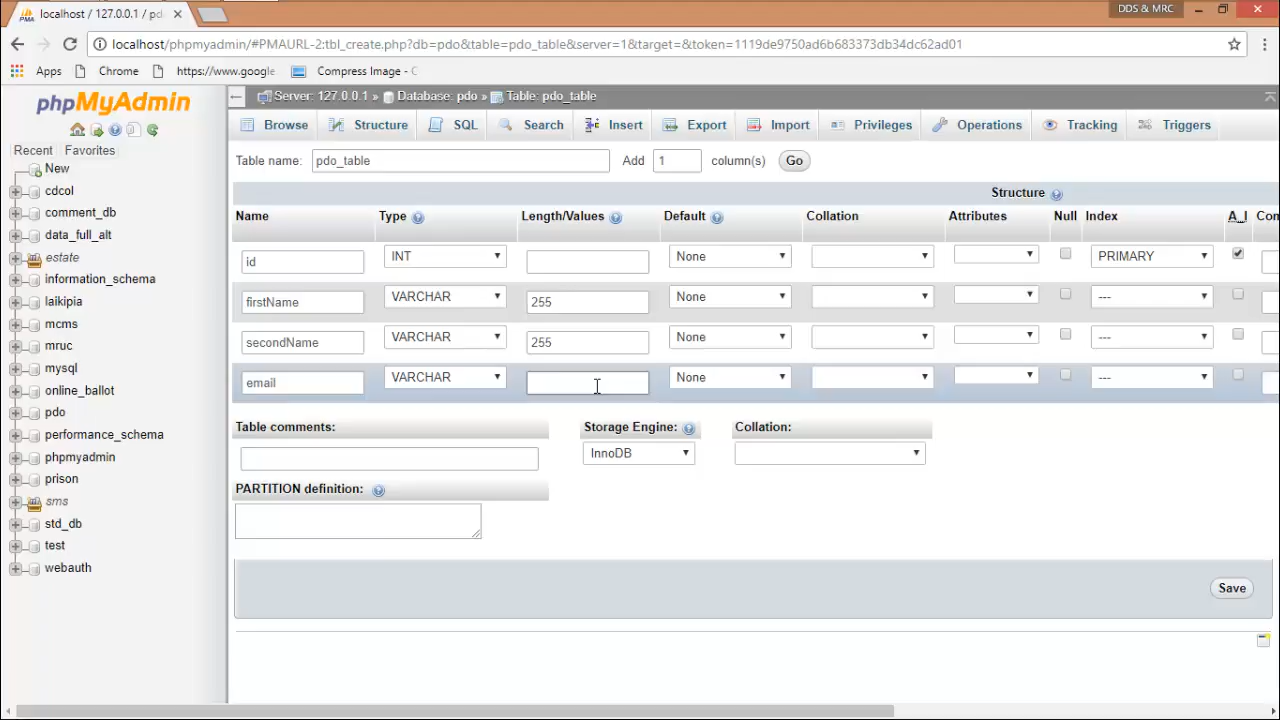 DDS & MRC
localhost / 127.0.0.1 / pd
localhost/phpmyadmin/#PMAURL-2:tbl_create.php?db=pdo&table=pdo_table&server=1&target=&token=1119de9750ad6b683373db34dc62ad01
Apps Chrome https://www.google Compress Image - C
phpMyAdmin
Recent Favorites
New
cdcol
comment_db
data_full_alt
estate
information_schema
laikipia
mcms
mruc
mysql
online_ballot
pdo
performance_schema
phpmyadmin
prison
sms
std_db
test
webauth
Server: 127.0.0.1 » Database: pdo » Table: pdo_table
Browse Structure SQL Search Insert Export Import Privileges Operations Tracking Triggers
Table name: pdo_table Add 1 column(s) Go
Structure
Name Type Length/Values Default Collation Attributes Null Index A_I Con
id INT None PRIMARY
firstName VARCHAR 255 None ---
secondName VARCHAR 255 None ---
email VARCHAR None ---
Table comments: Storage Engine: Collation:
InnoDB
PARTITION definition:
Save